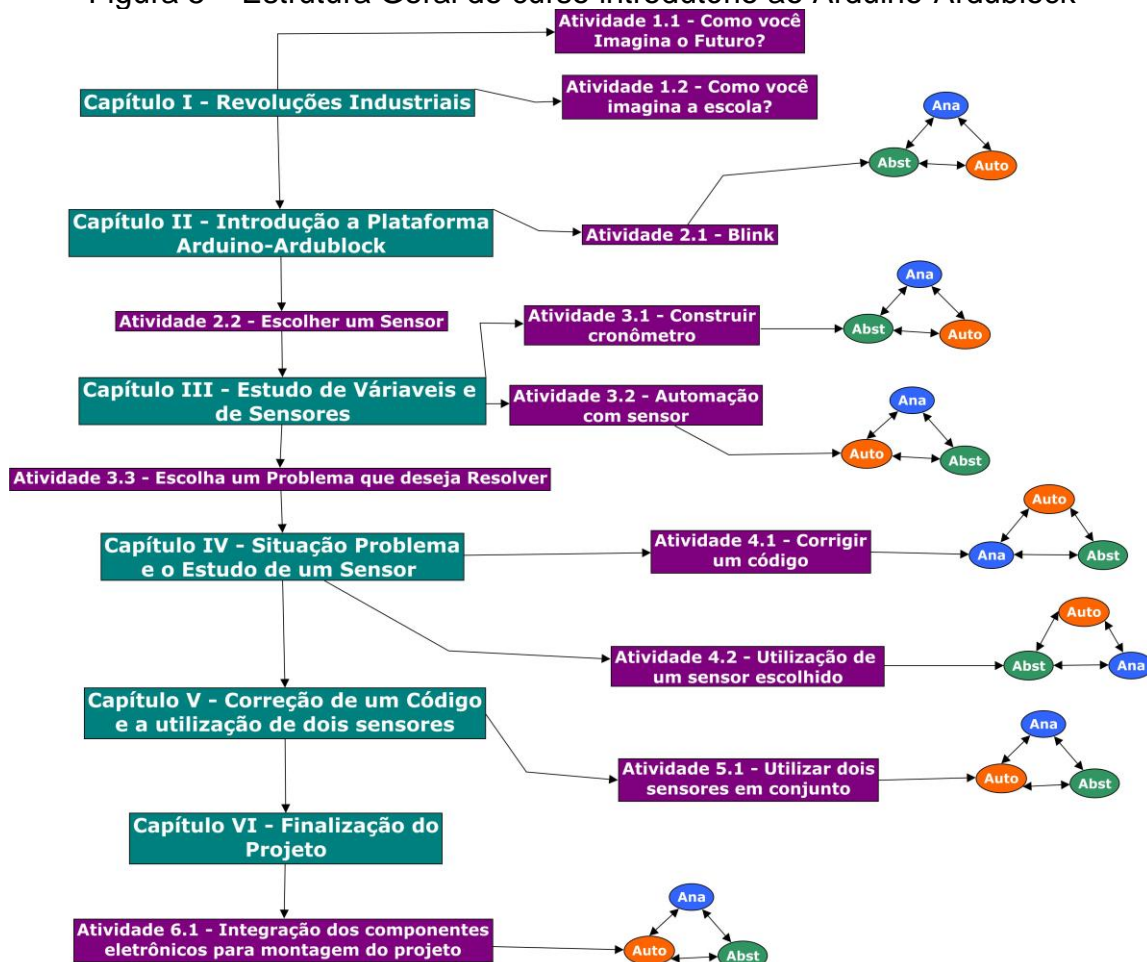 Figura 3 – Estrutura Geral do curso introdutório ao Arduino-Ardublock
Atividade 1.1 - Como você
Imagina o Futuro?
Capítulo I - Revoluções Industriais
Atividade 1.2 - Como você
imagina a escola?
Ana
Abst
Auto
Capítulo II - Introdução a Plataforma
Arduino-Ardublock
Atividade 2.1 - Blink
Ana
Atividade 2.2 - Escolher um Sensor
Atividade 3.1 - Construir
cronômetro
Abst
Auto
Capítulo III - Estudo de Váriaveis e
de Sensores
Atividade 3.2 - Automação
com sensor
Ana
Auto
Abst
Atividade 3.3 - Escolha um Problema que deseja Resolver
Auto
Capítulo IV - Situação Problema
e o Estudo de um Sensor
Atividade 4.1 - Corrigir
um código
Ana
Abst
Auto
Atividade 4.2 - Utilização de
um sensor escolhido
Abst
Ana
Capítulo V - Correção de um Código
e a utilização de dois sensores
Ana
Atividade 5.1 - Utilizar dois
sensores em conjunto
Auto
Abst
Capítulo VI - Finalização do
Projeto
Ana
Atividade 6.1 - Integração dos componentes
eletrônicos para montagem do projeto
Auto
Abst